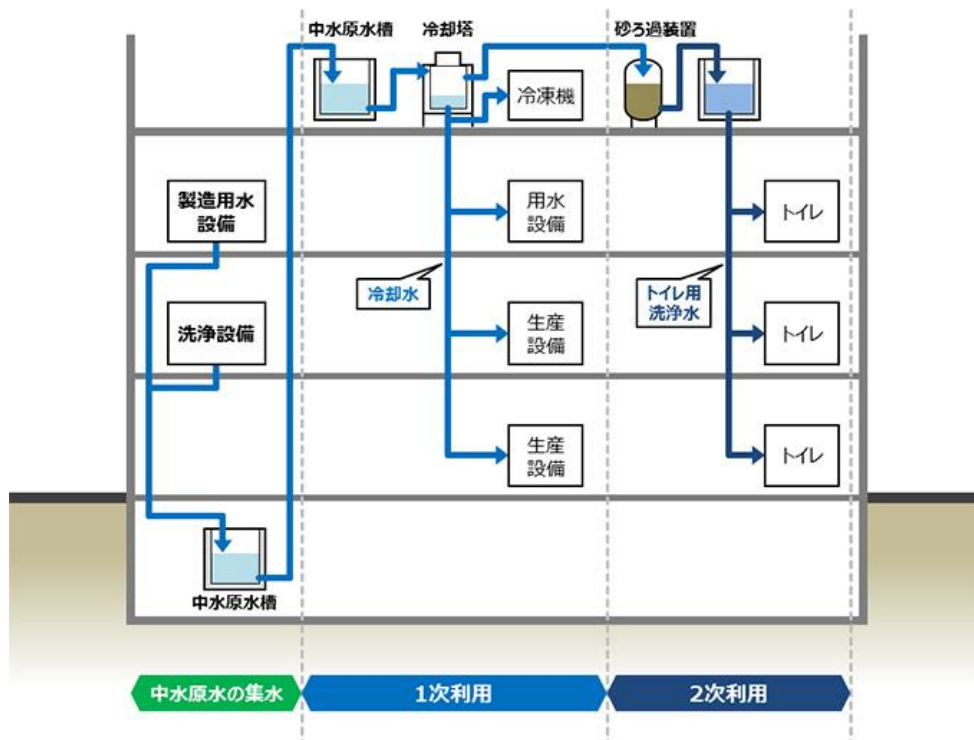 中水原水槽
冷却塔
砂ろ過装置
冷凍機
製造用水
設備
用水
設備
トイレ
冷却水
トイレ用
洗浄水
洗浄設備
生産
設備
トイレ
生産
設備
トイレ
中水原水槽
中水原水の集水
1次利用
2次利用